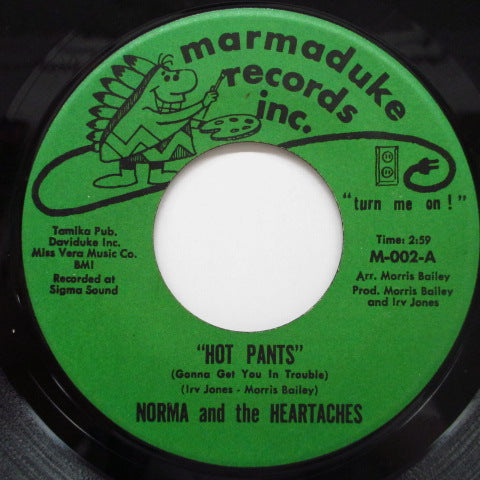 marmaduke
records
inc.
"turn me on!"
Tamika Pub.
Daviduke Inc.
Miss Vera Music Co.
BMI
Recorded at
Sigma Sound
Time: 2:59
M-002-A
Arr. Morris Bailey
Prod. Morris Bailey
and Irv Jones
"HOT PANTS"
(Gonna Get You In Trouble)
(Irv Jones - Morris Bailey)
NORMA and the HEARTACHES